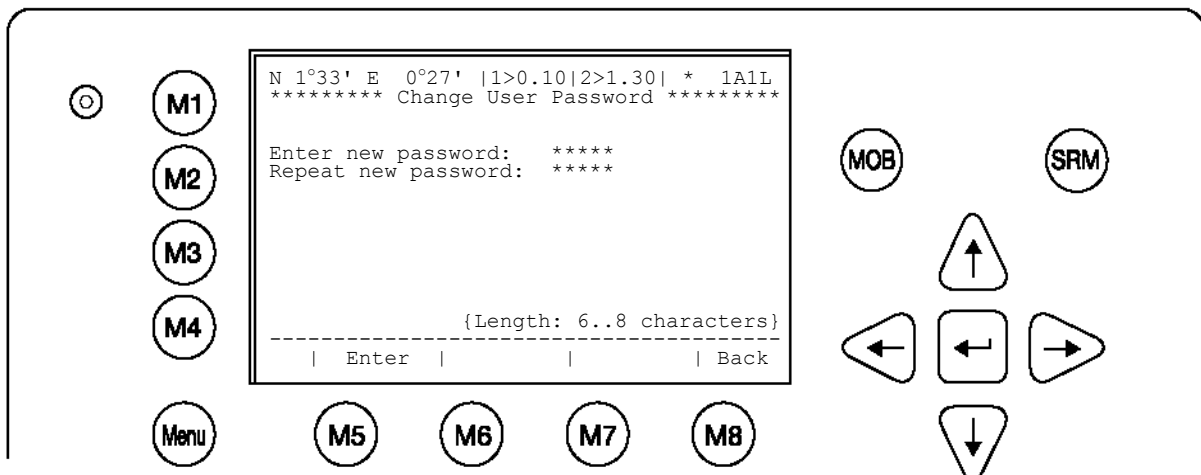 N 1°33' E 0°27' |1>0.10|2>1.30| * 1A1L
********* Change User Password *********
Enter new password: *****
Repeat new password: *****
{Length: 6..8 characters}
----------------------------------------
| Enter | | | Back
M1
M2
M3
M4
Menu
M5
M6
M7
M8
MOB
SRM